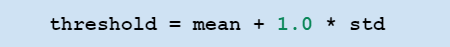 threshold = mean + 1.0 * std